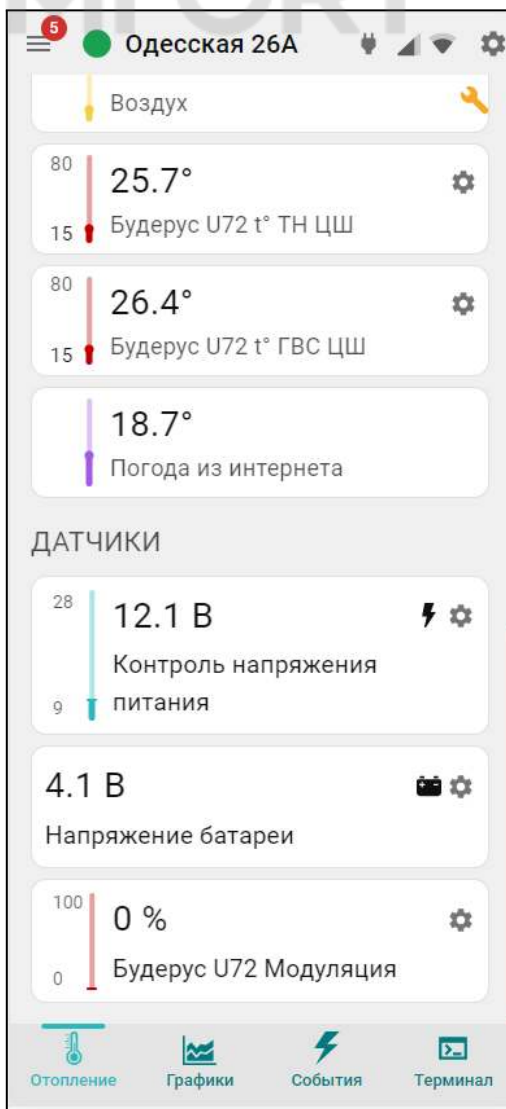 5
Одесская 26А
Воздух
80
25.7°
15
Будерус U72 t° ТН ЦШ
80
26.4°
15
Будерус U72 t° ГВС ЦШ
18.7°
Погода из интернета
ДАТЧИКИ
28
12.1 В
Контроль напряжения
9
питания
4.1 В
Напряжение батареи
100
0 %
0
Будерус U72 Модуляция
Отопление Графики События Терминал